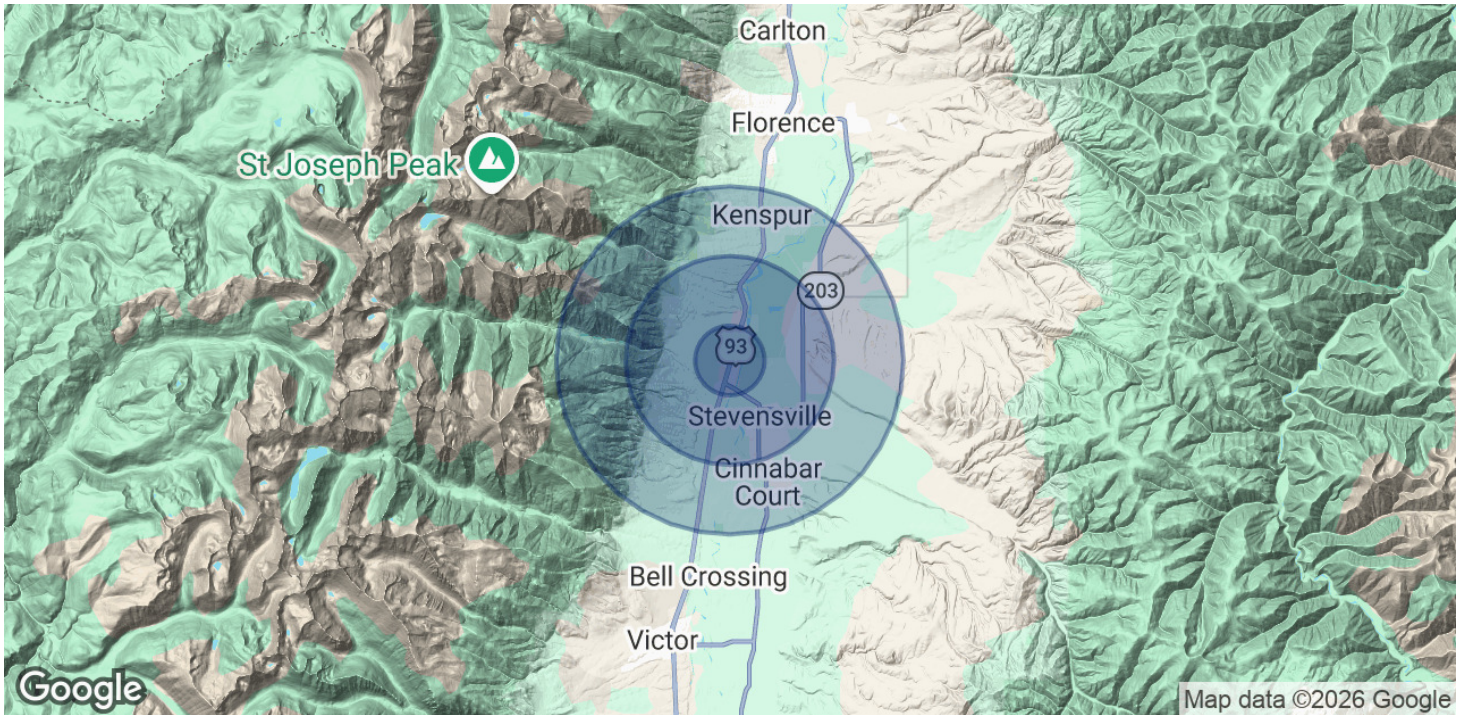 Carlton
Florence
St Joseph Peak
Kenspur
203
93
Stevensville
Cinnabar
Court
Bell Crossing
Victor
Google
Map data ©2026 Google